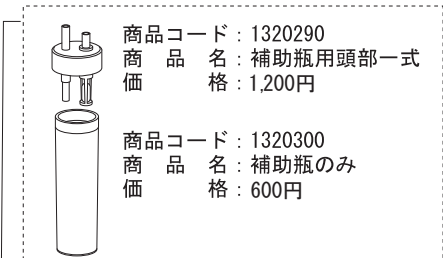 商品コード：1320290
商品名：補助瓶用頭部一式
価格：1,200円
商品コード：1320300
商品名：補助瓶のみ
価格：600円